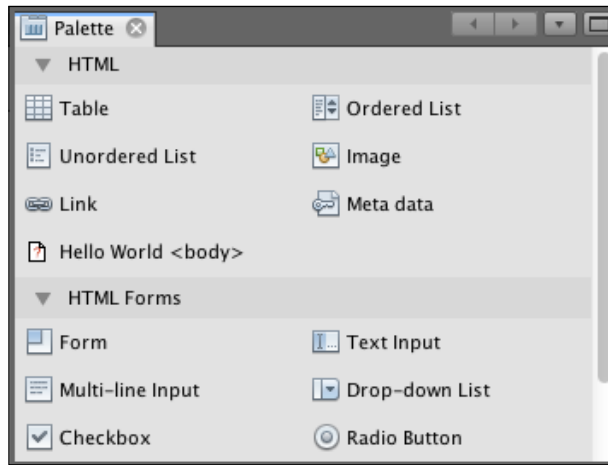 Palette
HTML
Table
Ordered List
Unordered List
Image
Link
Meta data
Hello World <body>
HTML Forms
Form
Text Input
Multi-line Input
Drop-down List
Checkbox
Radio Button